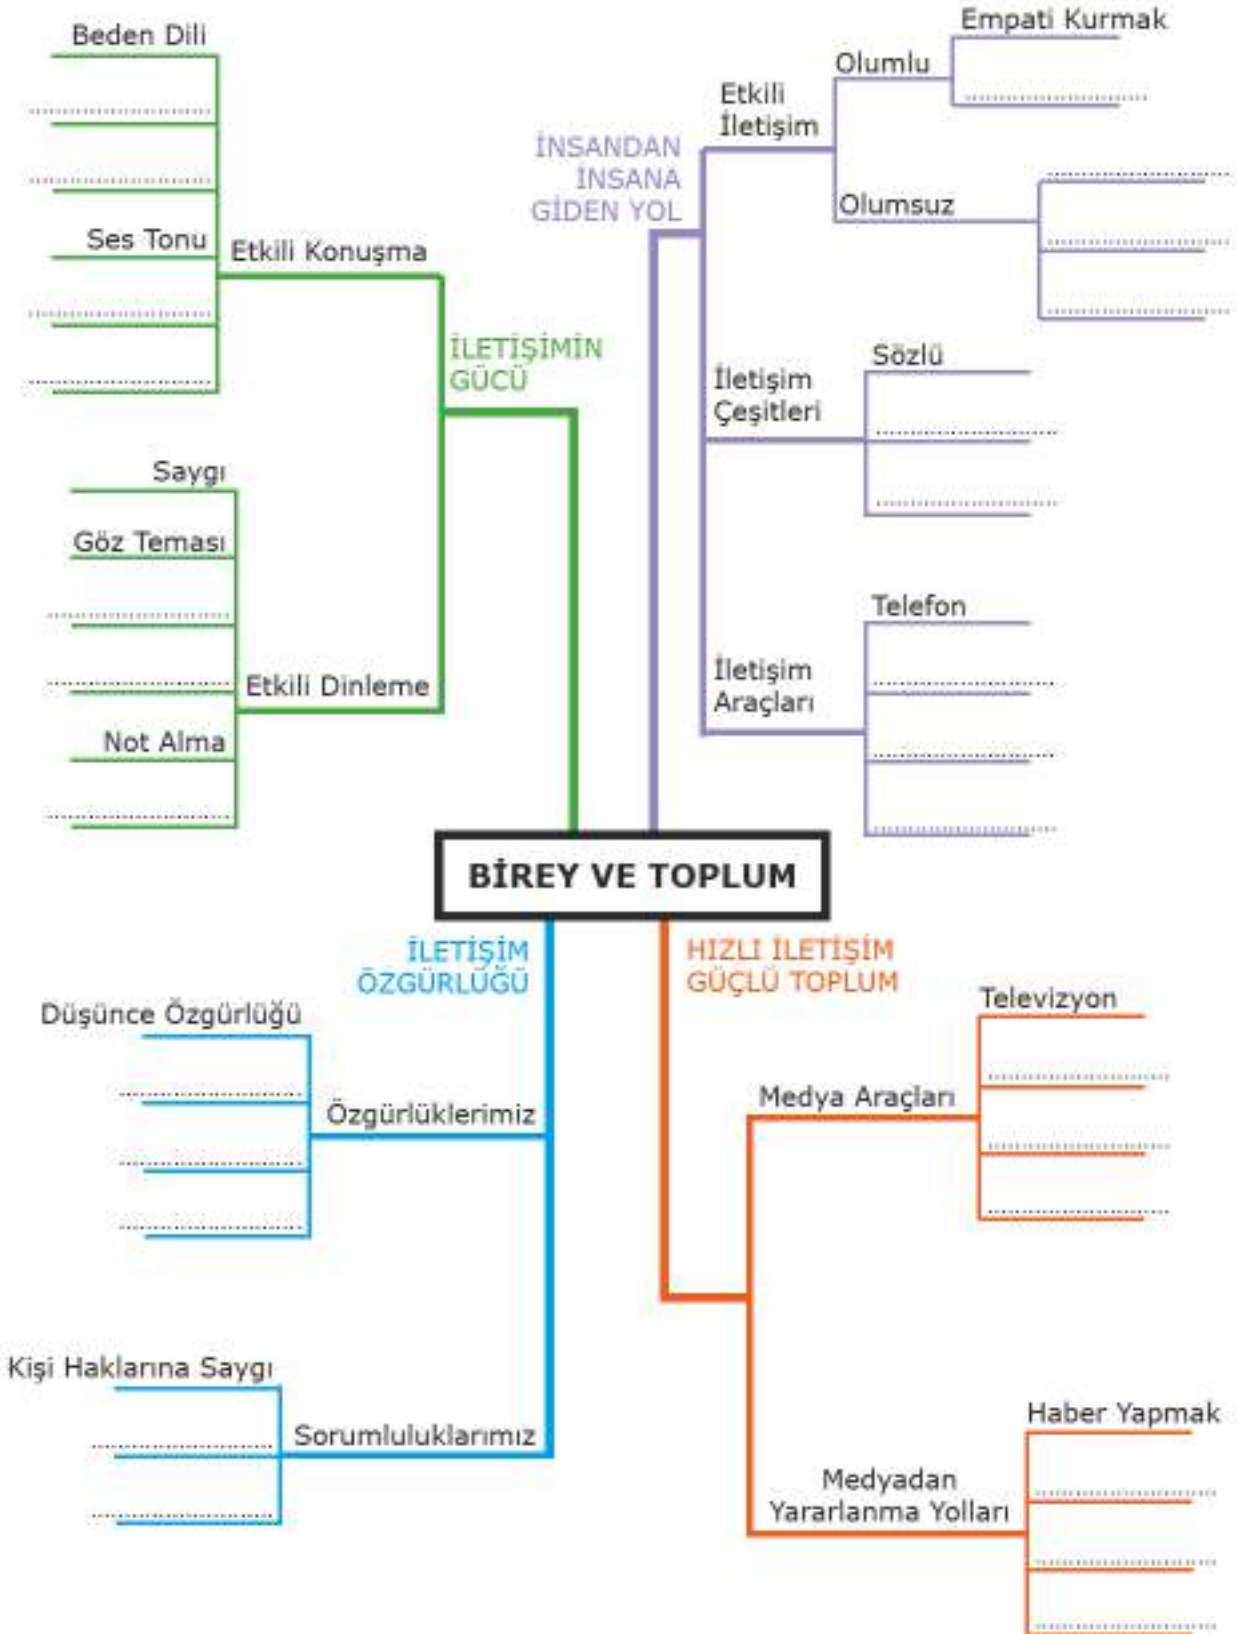 Beden Dili
Ses Tonu
Etkili Konuşma
İLETİŞİMİN
GÜCÜ
Saygı
Göz Teması
Etkili Dinleme
Not Alma
İNSANDAN
İNSANA
GİDEN YOL
Etkili
İletişim
Olumlu
Empati Kurmak
Olumsuz
İletişim
Çeşitleri
Sözlü
İletişim
Araçları
Telefon
BİREY VE TOPLUM
İLETİŞİM
ÖZGÜRLÜĞÜ
Düşünce Özgürlüğü
Özgürlüklerimiz
Kişi Haklarına Saygı
Sorumluluklarımız
HIZLI İLETİŞİM
GÜÇLÜ TOPLUM
Televizyon
Medya Araçları
Haber Yapmak
Medyadan
Yararlanma Yolları